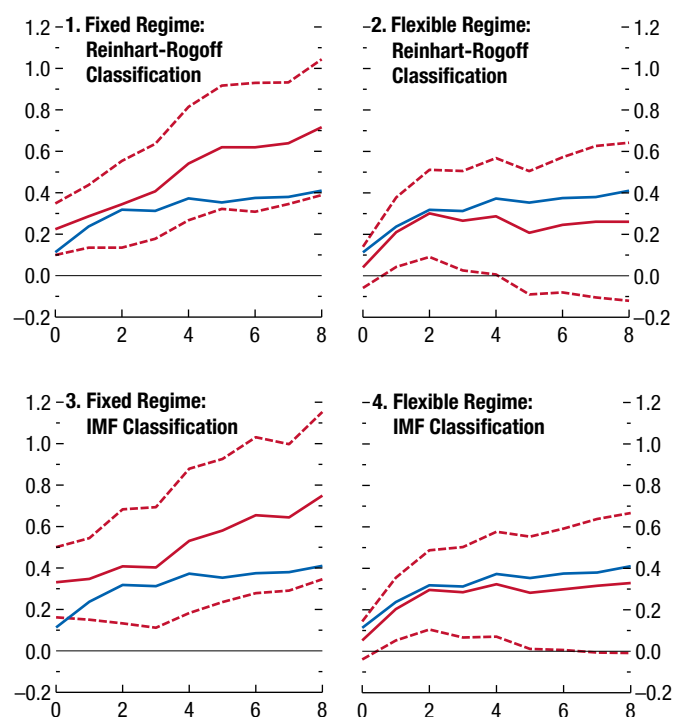 1. Fixed Regime:
Reinhart-Rogoff
Classification
1.2
1.0
0.8
0.6
0.4
0.2
0.0
–0.2
0 2 4 6 8
2. Flexible Regime:
Reinhart-Rogoff
Classification
1.2
1.0
0.8
0.6
0.4
0.2
0.0
–0.2
0 2 4 6 8
3. Fixed Regime:
IMF Classification
1.2
1.0
0.8
0.6
0.4
0.2
0.0
–0.2
0 2 4 6 8
4. Flexible Regime:
IMF Classification
1.2
1.0
0.8
0.6
0.4
0.2
0.0
–0.2
0 2 4 6 8